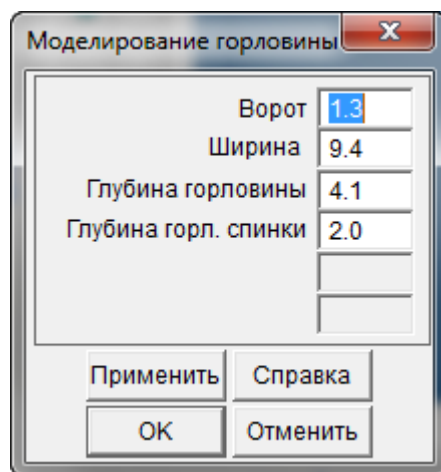 Моделирование горловины
Ворот 1.3
Ширина 9.4
Глубина горловины 4.1
Глубина горл. спинки 2.0
Применить Справка
OK Отменить